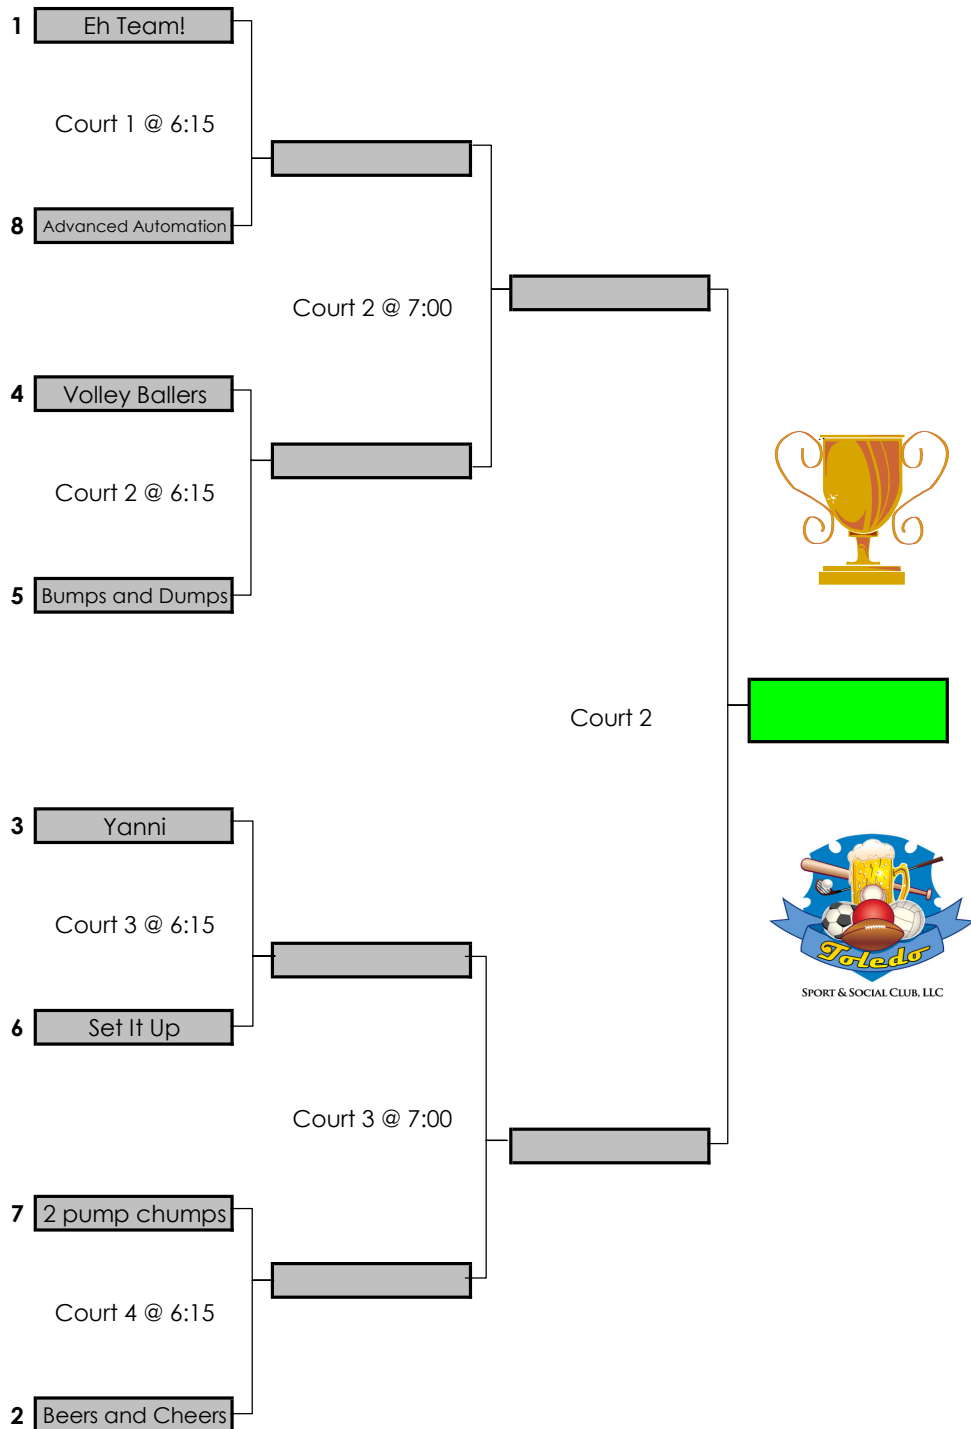 1 Eh Team!
Court 1 @ 6:15
8 Advanced Automation
Court 2 @ 7:00
4 Volley Ballers
Court 2 @ 6:15
5 Bumps and Dumps
Court 2
3 Yanni
Court 3 @ 6:15
Toledo
SPORT & SOCIAL CLUB, LLC
6 Set It Up
Court 3 @ 7:00
7 2 pump chumps
Court 4 @ 6:15
2 Beers and Cheers